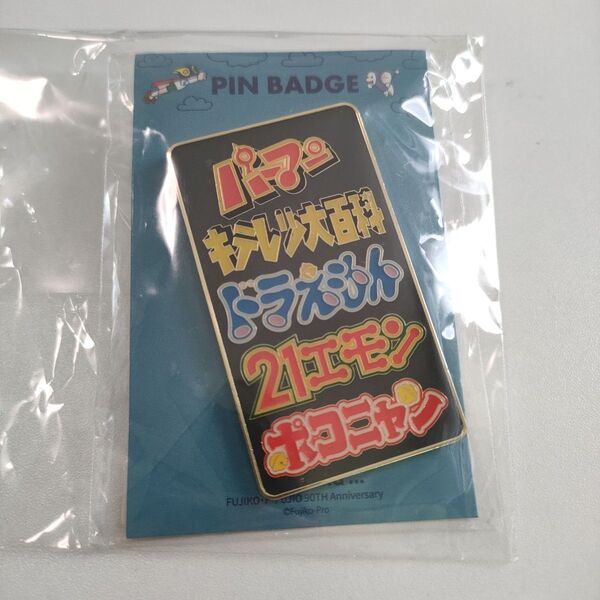 PIN BADGE
パーマン
キテレツ大百科
ドラえもん
21エモン
ポコニャン
...
FUJIKO・F・FUJIO 90TH Anniversary
©Fujiko-Pro